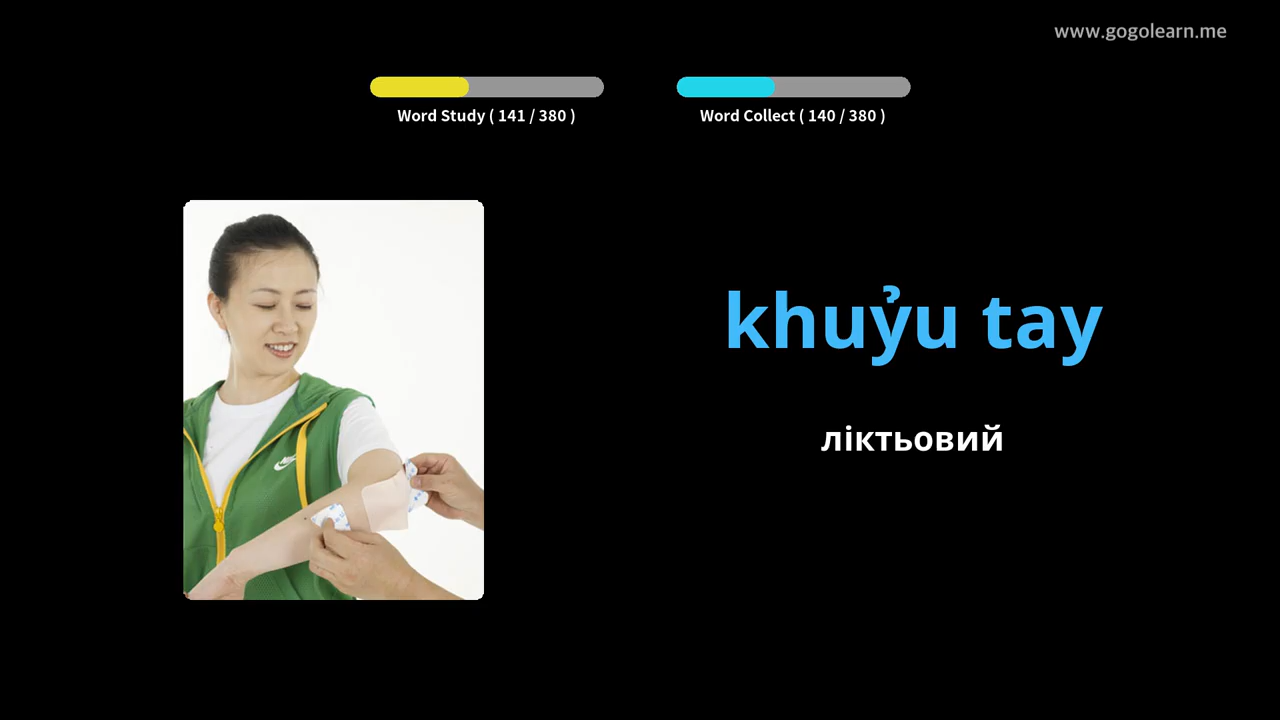 www.gogolearn.me
Word Study ( 141 / 380 )
Word Collect ( 140 / 380 )
khuỷu tay
ліктьовий